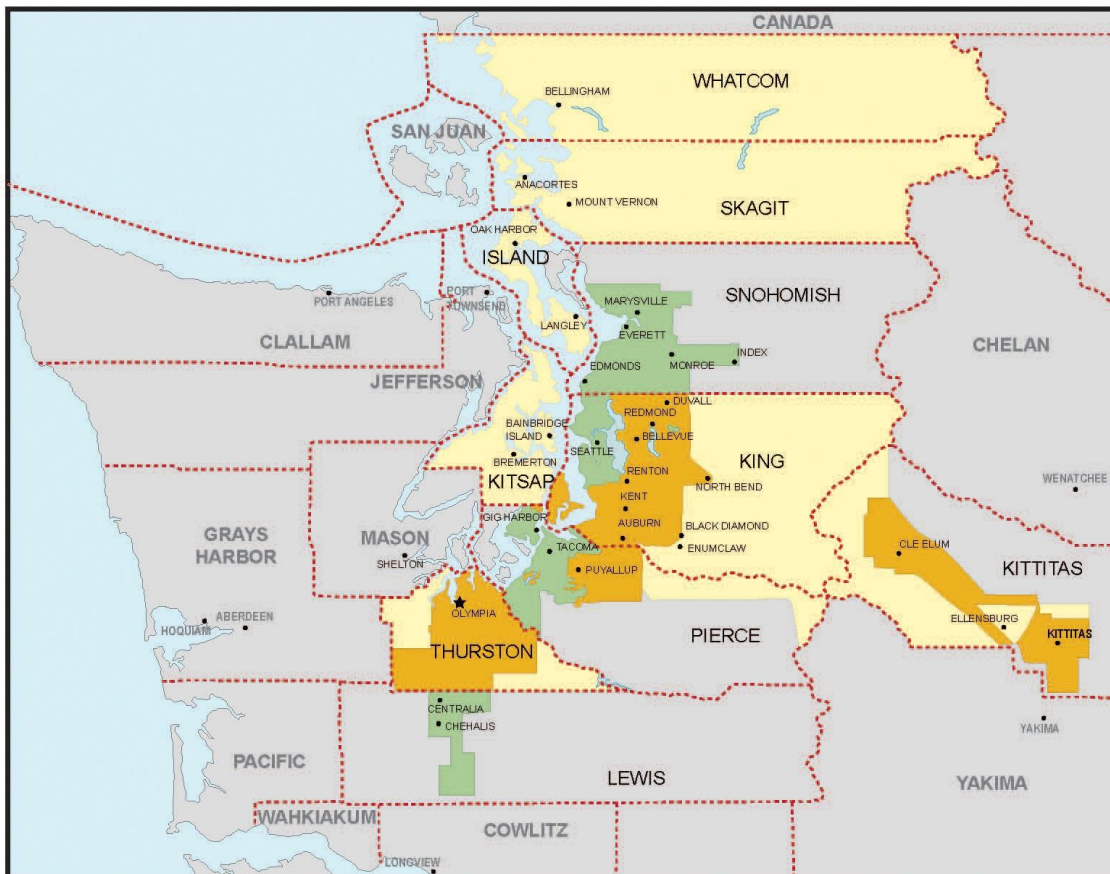 CANADA
WHATCOM
BELLINGHAM
SAN JUAN
ANACORTES
MOUNT VERNON
SKAGIT
OAK HARBOR
ISLAND
PORT ANGELES
PORT
TOWNSEND
LANGLEY
MARYSVILLE
EVERETT
SNOHOMISH
CLALLAM
EDMONDS
MONROE
INDEX
CHELAN
JEFFERSON
DUVALL
REDMOND
BAINBRIDGE
ISLAND
SEATTLE
BELLEVUE
BREMERTON
KING
KITSAP
RENTON
NORTH BEND
WENATCHEE
KENT
GIG HARBOR
AUBURN
BLACK DIAMOND
GRAYS
HARBOR
MASON
SHELTON
TACOMA
ENUMCLAW
CLE ELUM
PUYALLUP
KITTITAS
OLYMPIA
ABERDEEN
HOQUIAM
ELLENSBURG
KITTITAS
THURSTON
PIERCE
CENTRALIA
CHEHALIS
YAKIMA
PACIFIC
LEWIS
YAKIMA
WAHKIAKUM
COWLITZ
LONGVIEW